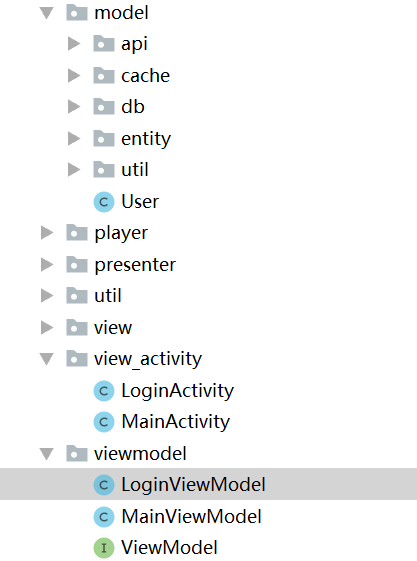 model
api
cache
db
entity
util
C User
player
presenter
util
view
view_activity
C LoginActivity
C MainActivity
viewmodel
C LoginViewModel
C MainViewModel
I ViewModel